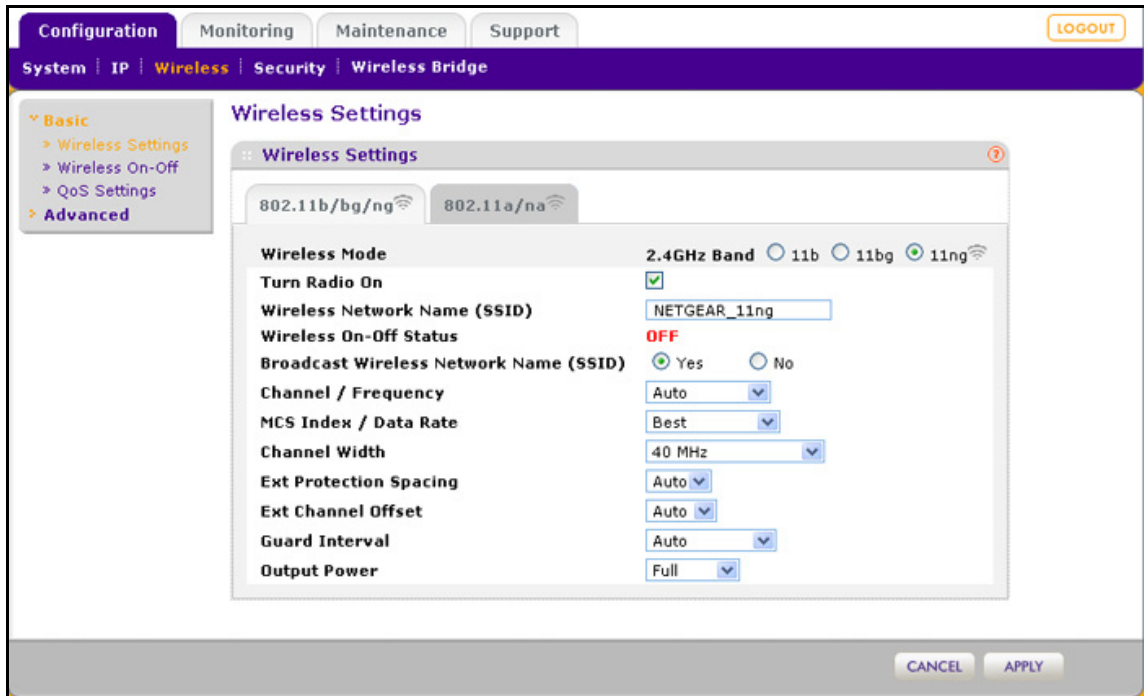 Configuration Monitoring Maintenance Support LOGOUT
System IP Wireless Security Wireless Bridge
Basic
Wireless Settings
Wireless On-Off
QoS Settings
Advanced
Wireless Settings
Wireless Settings ?
802.11b/bg/ng 802.11a/na
Wireless Mode 2.4GHz Band 11b 11bg 11ng
Turn Radio On
Wireless Network Name (SSID) NETGEAR_11ng
Wireless On-Off Status OFF
Broadcast Wireless Network Name (SSID) Yes No
Channel / Frequency Auto
MCS Index / Data Rate Best
Channel Width 40 MHz
Ext Protection Spacing Auto
Ext Channel Offset Auto
Guard Interval Auto
Output Power Full
CANCEL APPLY